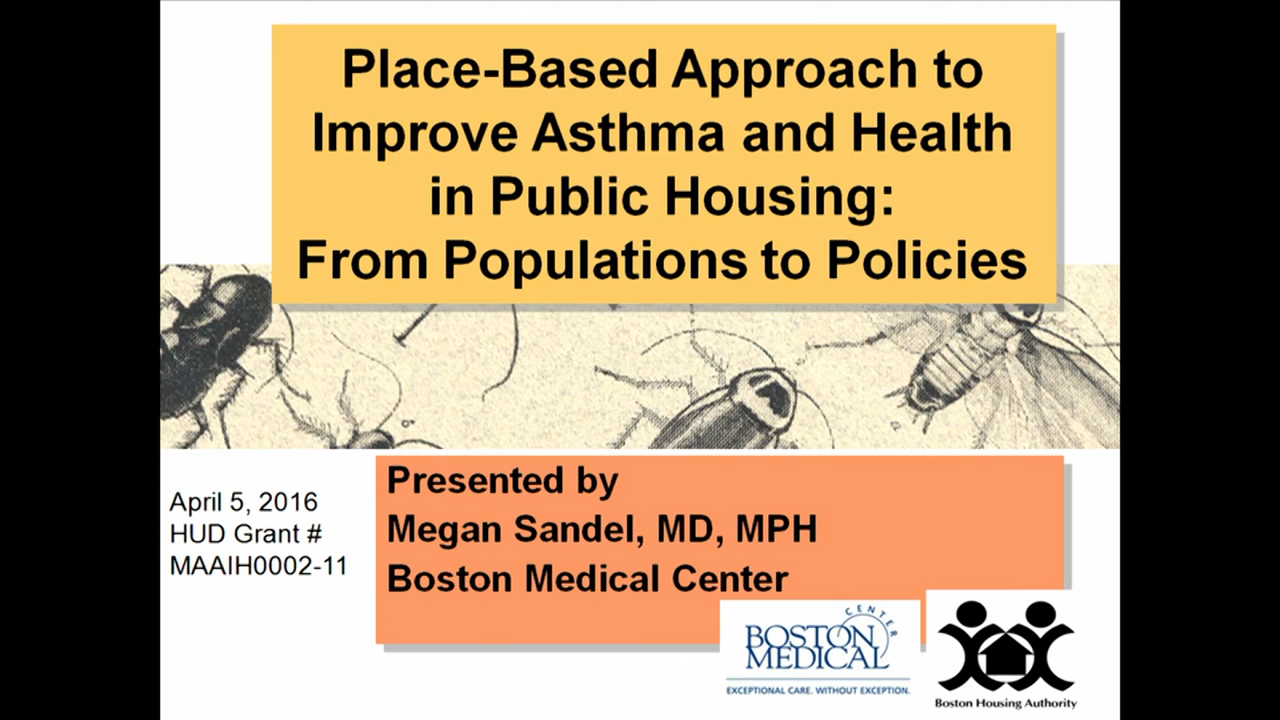 Place-Based Approach to
Improve Asthma and Health
in Public Housing:
From Populations to Policies
April 5, 2016
HUD Grant #
MAAIH0002-11
Presented by
Megan Sandel, MD, MPH
Boston Medical Center
BOSTON
MEDICAL
CENTER
EXCEPTIONAL CARE. WITHOUT EXCEPTION.
Boston Housing Authority